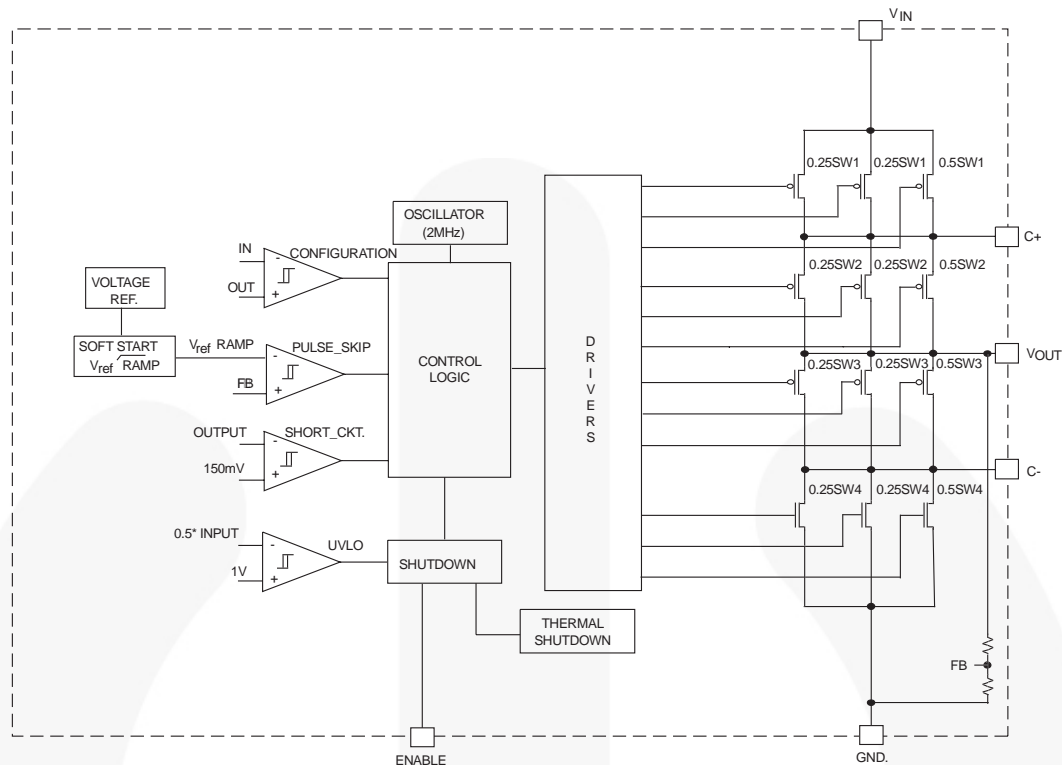 VIN
0.25SW1 0.25SW1 0.5SW1
OSCILLATOR
(2MHz)
C+
IN
-
CONFIGURATION
OUT
+
VOLTAGE
REF.
0.25SW2 0.25SW2 0.5SW2
SOFT START
Vref RAMP
Vref RAMP
-
PULSE_SKIP
FB
+
CONTROL
LOGIC
DRIVERS
VOUT
0.25SW3 0.25SW3 0.5SW3
OUTPUT
-
SHORT_CKT.
150mV
+
C-
0.25SW4 0.25SW4 0.5SW4
0.5* INPUT
-
UVLO
1V
+
SHUTDOWN
THERMAL
SHUTDOWN
FB
ENABLE
GND.